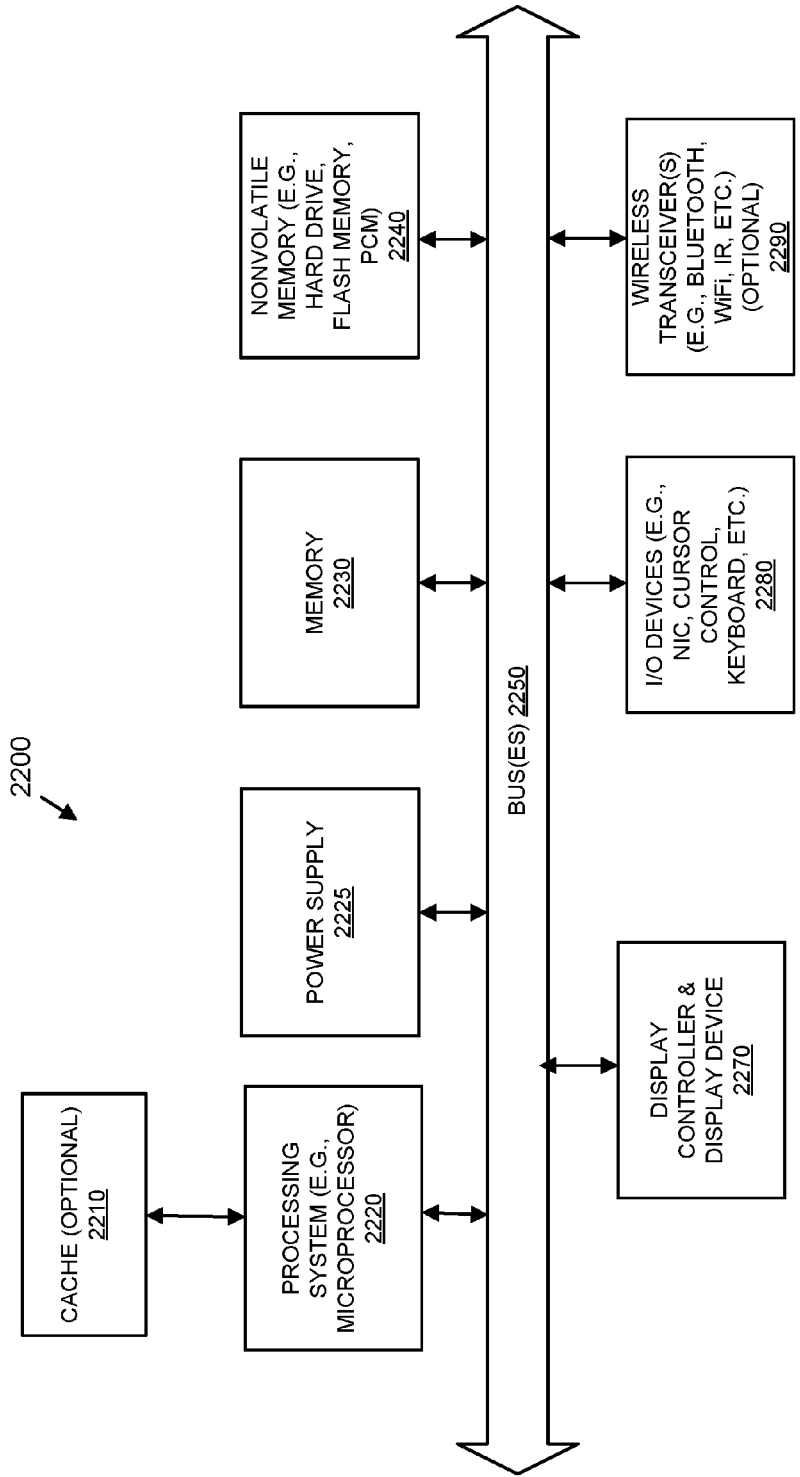 2200
CACHE (OPTIONAL)
2210
PROCESSING
SYSTEM (E.G.,
MICROPROCESSOR)
2220
POWER SUPPLY
2225
MEMORY
2230
NONVOLATILE
MEMORY (E.G.,
HARD DRIVE,
FLASH MEMORY,
PCM)
2240
BUS(ES) 2250
DISPLAY
CONTROLLER &
DISPLAY DEVICE
2270
I/O DEVICES (E.G.,
NIC, CURSOR
CONTROL,
KEYBOARD, ETC.)
2280
WIRELESS
TRANSCEIVER(S)
(E.G., BLUETOOTH,
WiFi, IR, ETC.)
(OPTIONAL)
2290